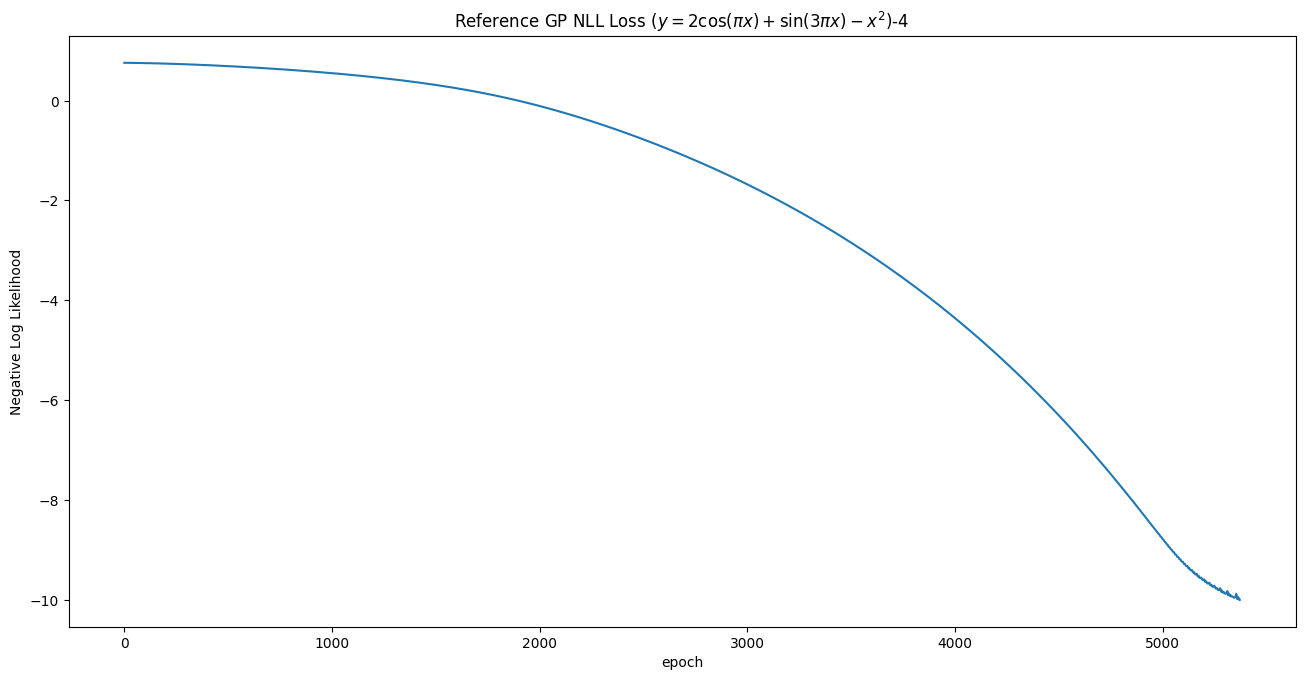 Reference GP NLL Loss (y = 2cos(πx) + sin(3πx) − x²)-4
Negative Log Likelihood
0
−2
−4
−6
−8
−10
0 1000 2000 3000 4000 5000
epoch